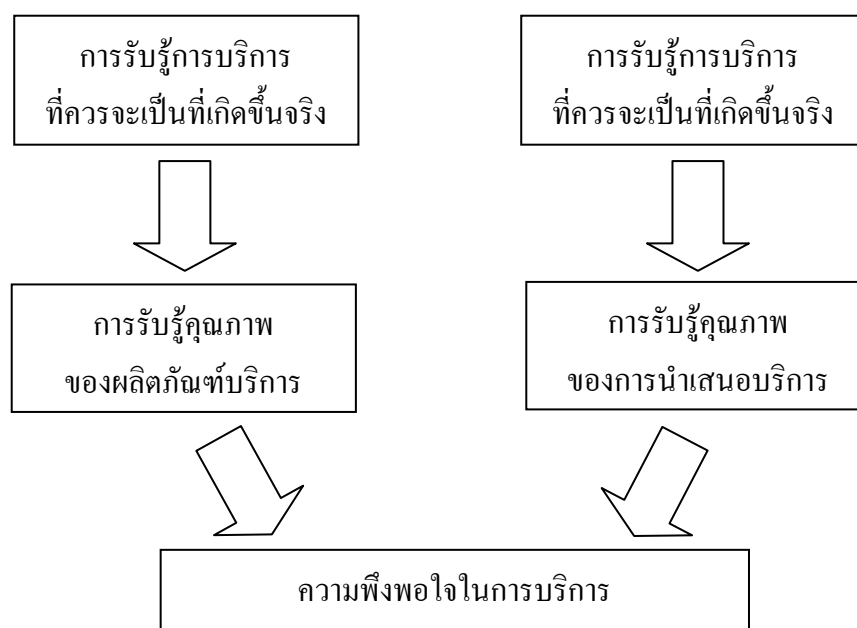 การรับรู้การบริการ
ที่ควรจะเป็นที่เกิดขึ้นจริง
การรับรู้การบริการ
ที่ควรจะเป็นที่เกิดขึ้นจริง
การรับรู้คุณภาพ
ของผลิตภัณฑ์บริการ
การรับรู้คุณภาพ
ของการนำเสนอบริการ
ความพึงพอใจในการบริการ